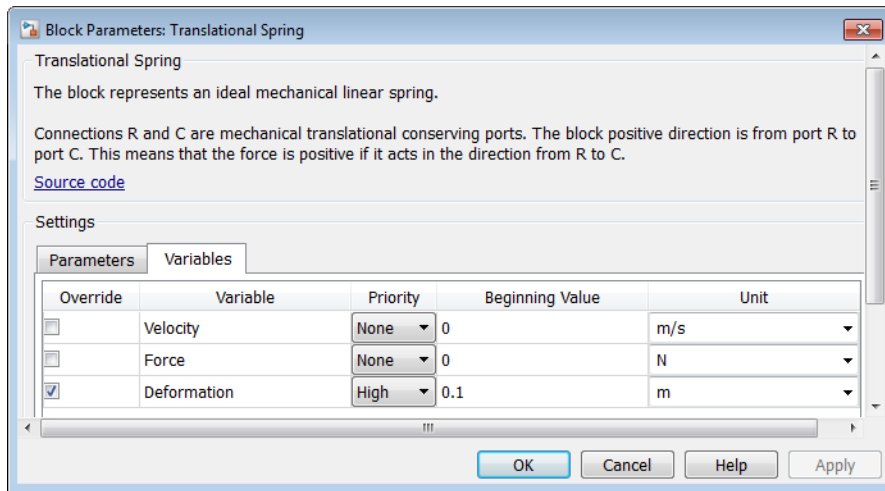 Block Parameters: Translational Spring
Translational Spring
The block represents an ideal mechanical linear spring.
Connections R and C are mechanical translational conserving ports. The block positive direction is from port R to
port C. This means that the force is positive if it acts in the direction from R to C.
Source code
Settings
Parameters Variables
Override Variable Priority Beginning Value Unit
Velocity None 0 m/s
Force None 0 N
Deformation High 0.1 m
OK Cancel Help Apply